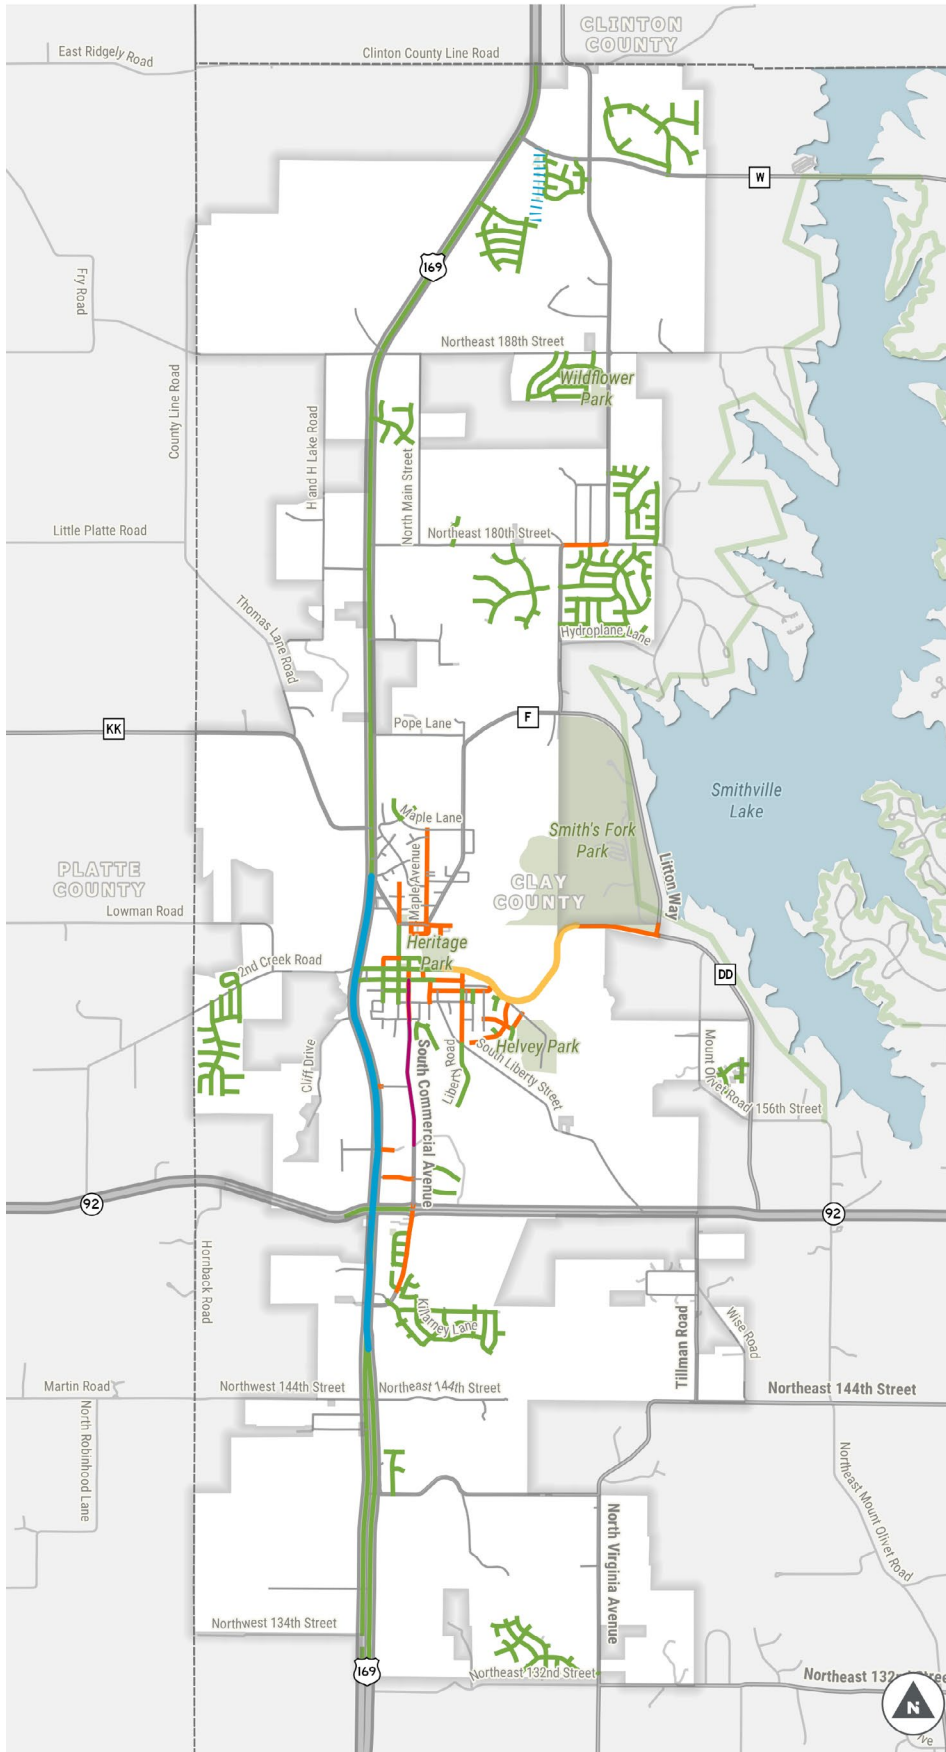 CLINTON
COUNTY
East Ridgely Road
Clinton County Line Road
W
169
Fry Road
Northeast 188th Street
Wildflower
Park
County Line Road
H and H Lake Road
North Main Street
Little Platte Road
Northeast 180th Street
Thomas Lane Road
Hydroplane Lane
F
KK
Pope Lane
Smithville
Lake
Maple Lane
Smith's Fork
Park
Maple Avenue
PLATTE
COUNTY
CLAY
COUNTY
Litton Way
Lowman Road
Heritage
Park
2nd Creek Road
DD
Cliff Drive
South Commercial Avenue
Liberty Road
South Liberty Street
Helvey Park
Mount Olivet Road
156th Street
92
92
Hornback Road
Killarney Lane
Tillman Road
Wise Road
Martin Road
Northwest 144th Street
Northeast 144th Street
Northeast 144th Street
North Robinhood Lane
Northeast Mount Olivet Road
North Virginia Avenue
Northwest 134th Street
169
Northeast 132nd Street
Northeast 132nd Stree
N
ive